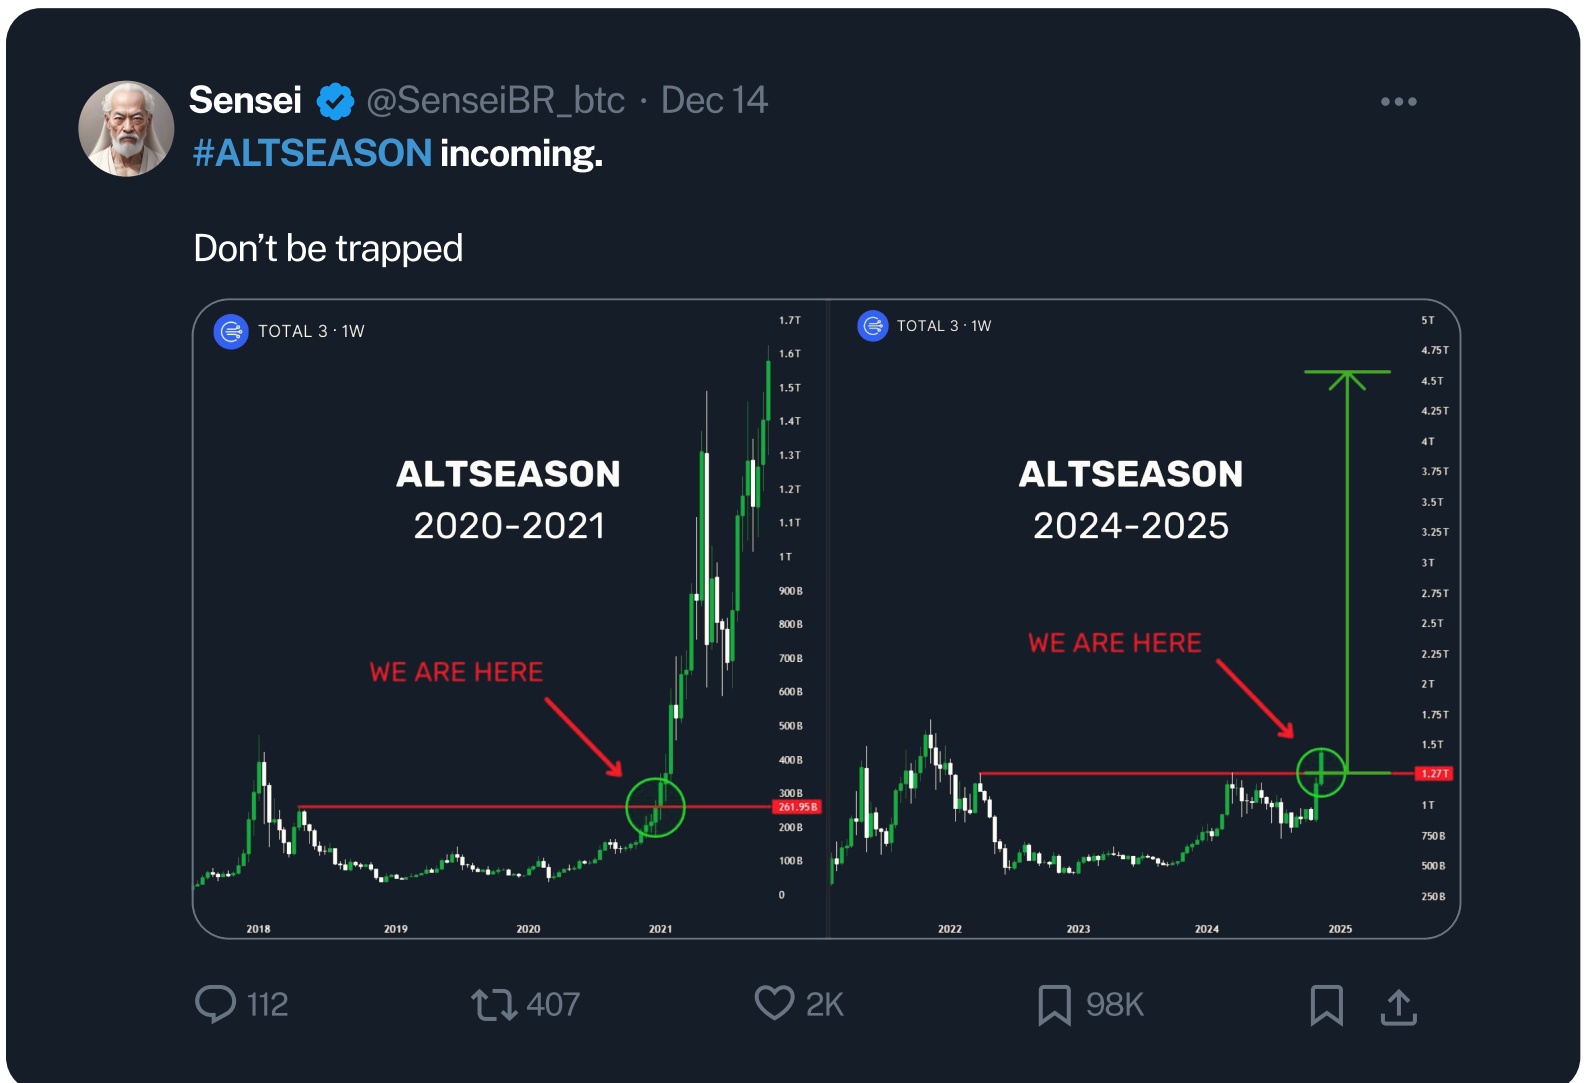 Sensei @SenseiBR_btc · Dec 14
#ALTSEASON incoming.
Don't be trapped
TOTAL 3 · 1W
ALTSEASON
2020-2021
WE ARE HERE
1.7T
1.6T
1.5T
1.4T
1.3T
1.2T
1.1T
1T
900B
800B
700B
600B
500B
400B
300B
261.95B
200B
100B
0
2018 2019 2020 2021
TOTAL 3 · 1W
ALTSEASON
2024-2025
WE ARE HERE
5T
4.75T
4.5T
4.25T
4T
3.75T
3.5T
3.25T
3T
2.75T
2.5T
2.25T
2T
1.75T
1.5T
1.27T
1T
750B
500B
250B
2022 2023 2024 2025
112 407 2K 98K